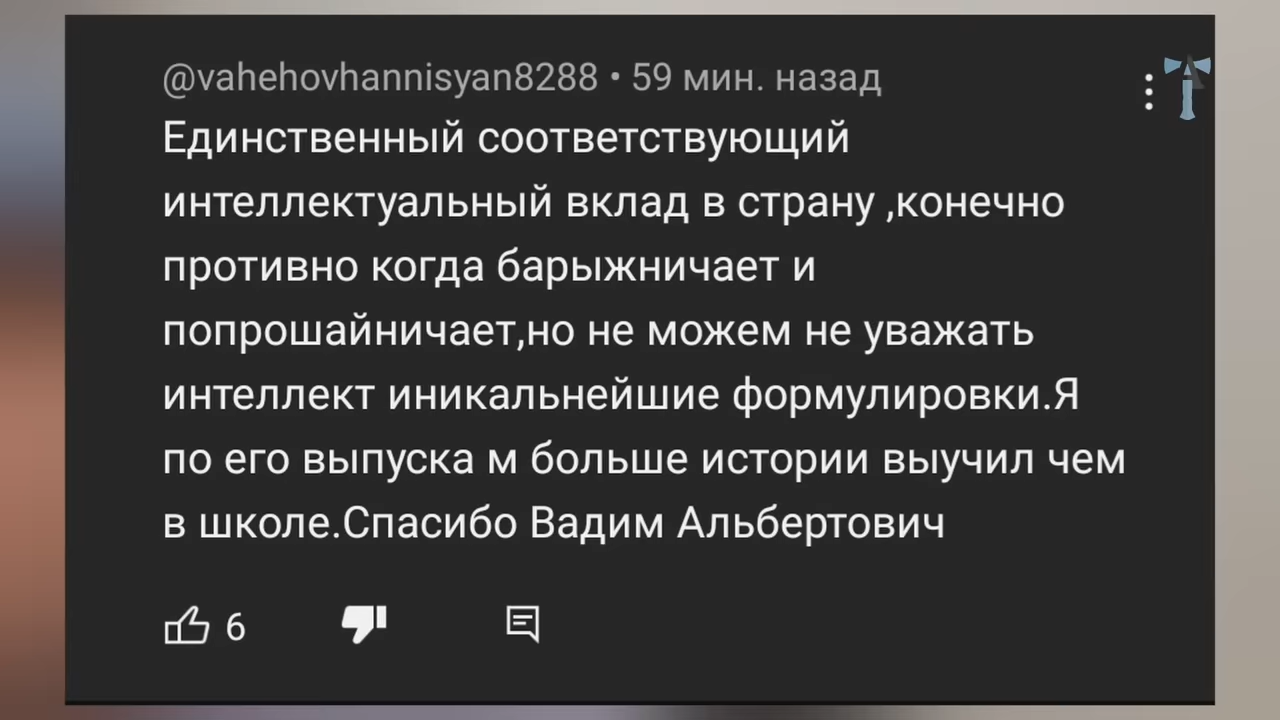 @vahehovhannisyan8288 • 59 мин. назад
Единственный соответствующий
интеллектуальный вклад в страну ,конечно
противно когда барыжничает и
попрошайничает,но не можем не уважать
интеллект иникальнейшие формулировки.Я
по его выпуска м больше истории выучил чем
в школе.Спасибо Вадим Альбертович
6